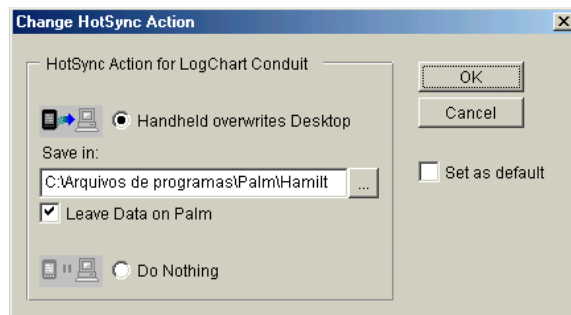 Change HotSync Action
HotSync Action for LogChart Conduit
Handheld overwrites Desktop
Save in:
C:\Arquivos de programas\Palm\Hamilt
...
Leave Data on Palm
Do Nothing
OK
Cancel
Set as default